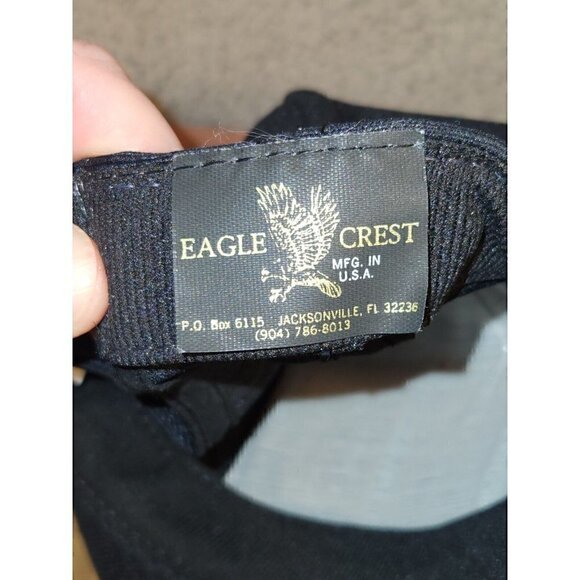 EAGLE CREST
MFG. IN
U.S.A.
P.O. Box 6115 JACKSONVILLE, FL 32236
(904) 786-8013